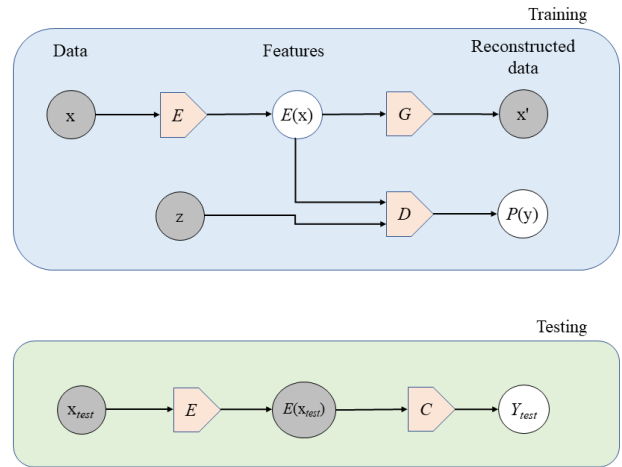 Training
Data
Features
Reconstructed
data
x
E
E(x)
G
x'
z
D
P(y)
Testing
x_test
E
E(x_test)
C
Y_test